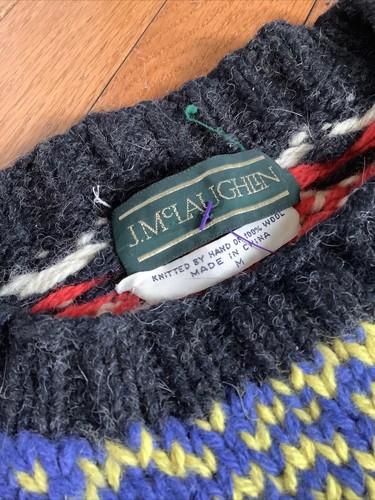 J.McLAUGHLIN
KNITTED BY HAND OF 100% WOOL
MADE IN CHINA
M